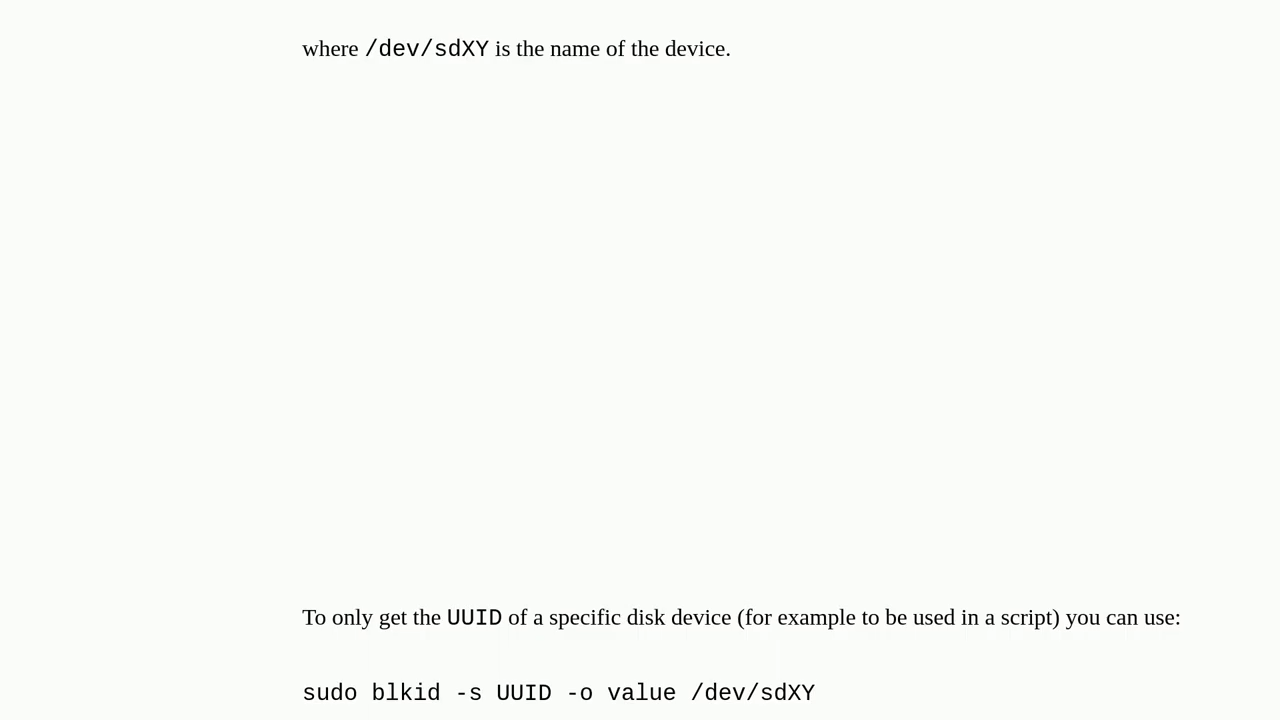 where /dev/sdXY is the name of the device.
To only get the UUID of a specific disk device (for example to be used in a script) you can use:
sudo blkid -s UUID -o value /dev/sdXY